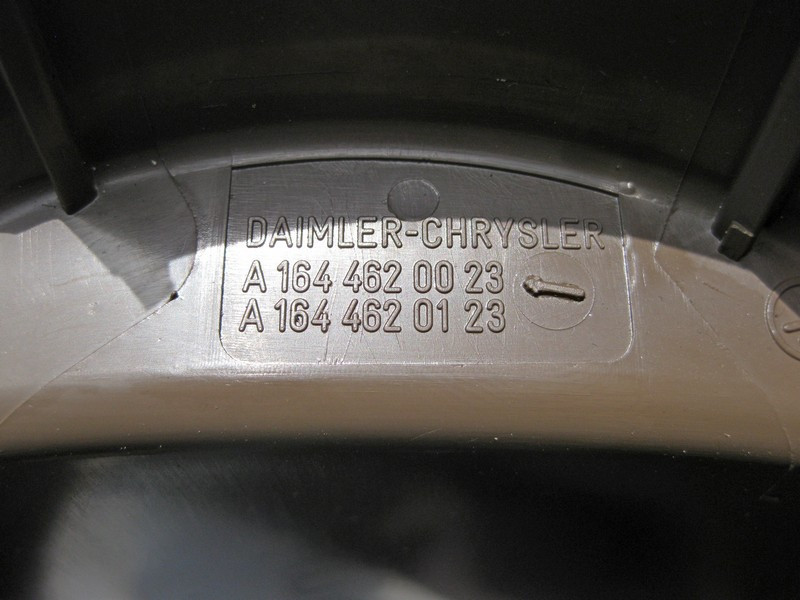 DAIMLER-CHRYSLER
A 164 462 00 23
A 164 462 01 23